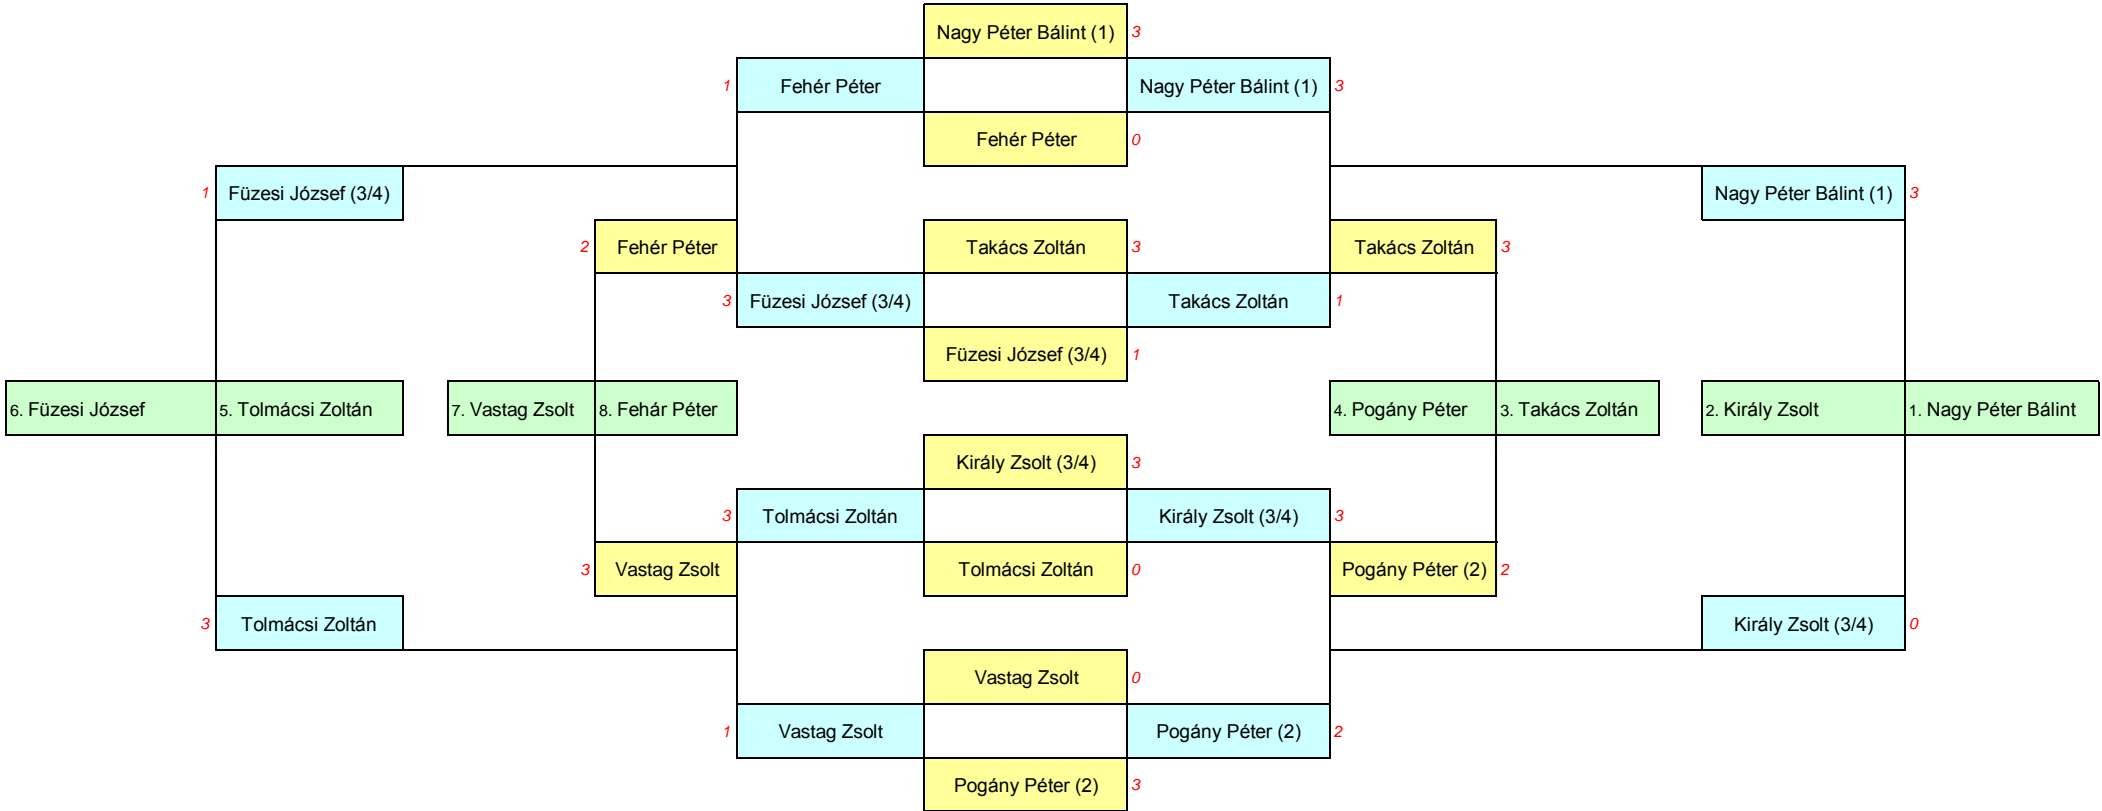 Nagy Péter Bálint (1) 3
1 Fehér Péter Nagy Péter Bálint (1) 3
Fehér Péter 0
1 Füzesi József (3/4) Nagy Péter Bálint (1) 3
2 Fehér Péter Takács Zoltán 3 Takács Zoltán 3
3 Füzesi József (3/4) Takács Zoltán 1
Füzesi József (3/4) 1
6. Füzesi József 5. Tolmácsi Zoltán 7. Vastag Zsolt 8. Fehár Péter 4. Pogány Péter 3. Takács Zoltán 2. Király Zsolt 1. Nagy Péter Bálint
Király Zsolt (3/4) 3
3 Tolmácsi Zoltán Király Zsolt (3/4) 3
3 Vastag Zsolt Tolmácsi Zoltán 0 Pogány Péter (2) 2
3 Tolmácsi Zoltán Király Zsolt (3/4) 0
Vastag Zsolt 0
1 Vastag Zsolt Pogány Péter (2) 2
Pogány Péter (2) 3